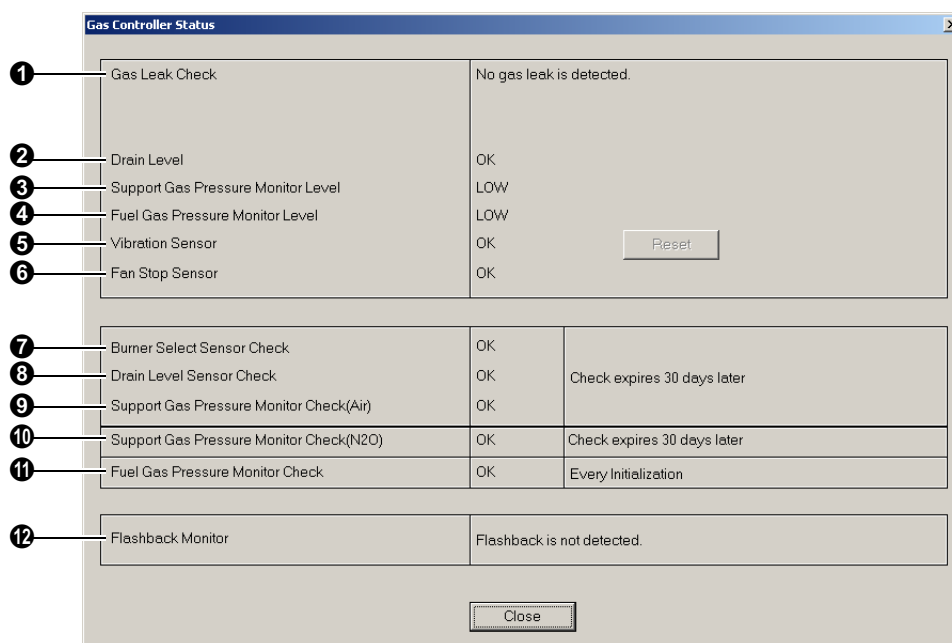 Gas Controller Status
1 Gas Leak Check No gas leak is detected.
2 Drain Level OK
3 Support Gas Pressure Monitor Level LOW
4 Fuel Gas Pressure Monitor Level LOW
5 Vibration Sensor OK Reset
6 Fan Stop Sensor OK
7 Burner Select Sensor Check OK
8 Drain Level Sensor Check OK Check expires 30 days later
9 Support Gas Pressure Monitor Check(Air) OK
10 Support Gas Pressure Monitor Check(N2O) OK Check expires 30 days later
11 Fuel Gas Pressure Monitor Check OK Every Initialization
12 Flashback Monitor Flashback is not detected.
Close